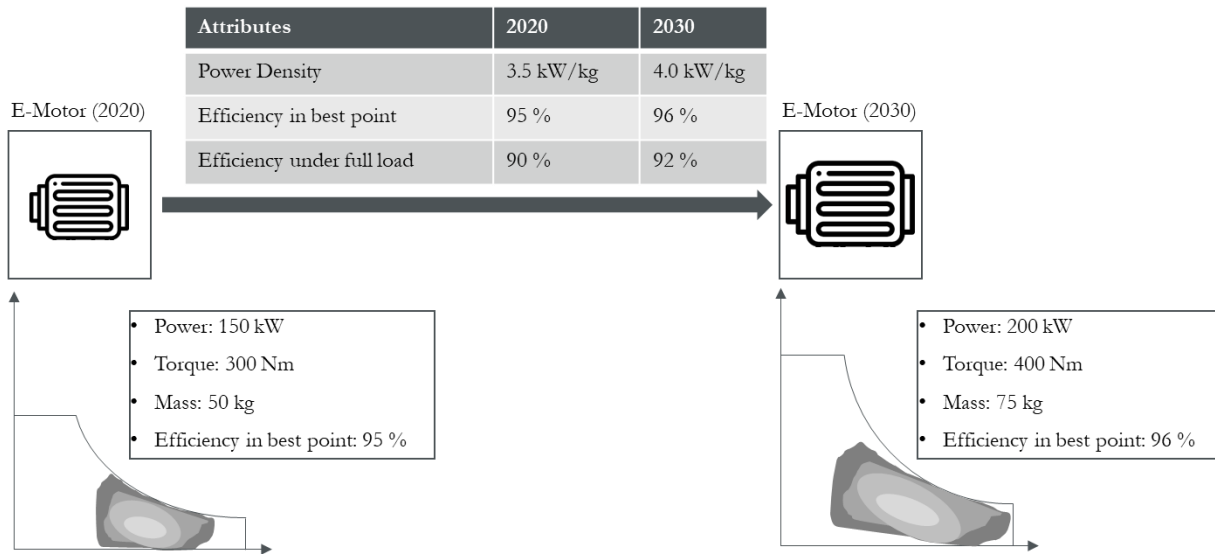 Attributes 2020 2030
Power Density 3.5 kW/kg 4.0 kW/kg
Efficiency in best point 95 % 96 %
Efficiency under full load 90 % 92 %
E-Motor (2020)
E-Motor (2030)
• Power: 150 kW
• Torque: 300 Nm
• Mass: 50 kg
• Efficiency in best point: 95 %
• Power: 200 kW
• Torque: 400 Nm
• Mass: 75 kg
• Efficiency in best point: 96 %